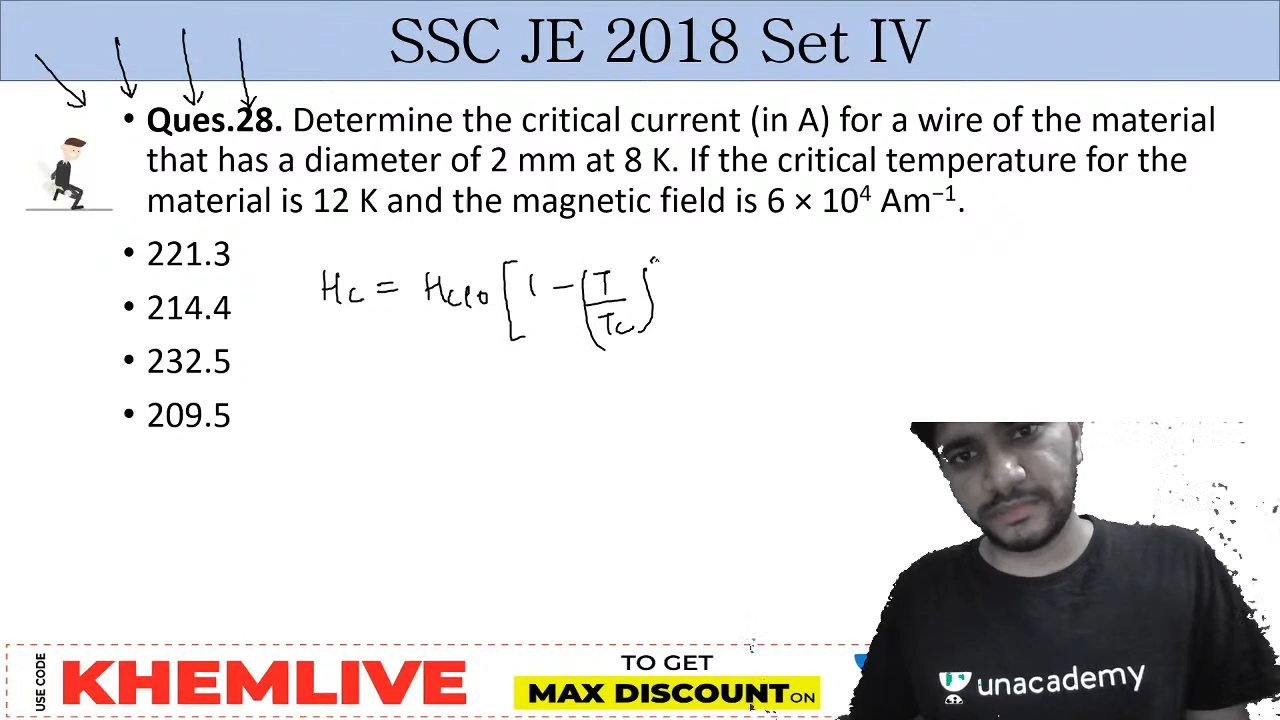 SSC JE 2018 Set IV
• Ques.28. Determine the critical current (in A) for a wire of the material
that has a diameter of 2 mm at 8 K. If the critical temperature for the
material is 12 K and the magnetic field is 6 × 10⁴ Am⁻¹.
• 221.3
• 214.4
• 232.5
• 209.5
Hc = Hc(0) [1 - (T/Tc)
USE CODE
KHEMLIVE
TO GET
MAX DISCOUNT ON
unacademy